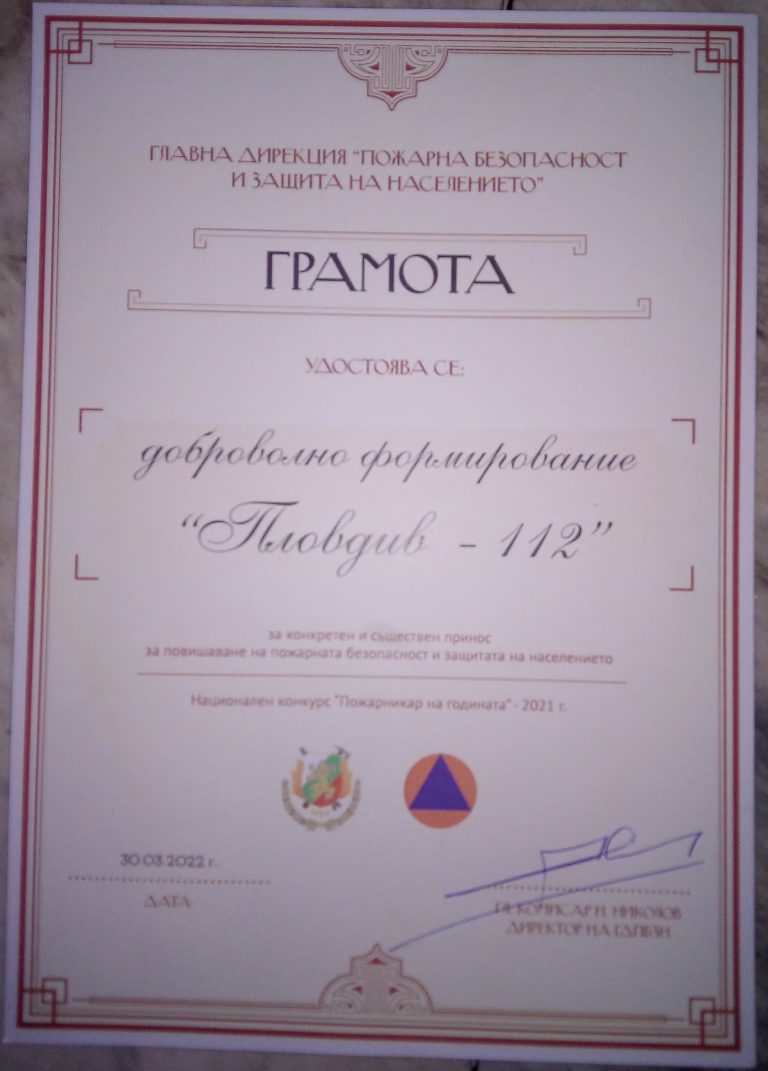 ГЛАВНА ДИРЕКЦИЯ "ПОЖАРНА БЕЗОПАСНОСТ
И ЗАЩИТА НА НАСЕЛЕНИЕТО"
ГРАМОТА
УДОСТОЯВА СЕ:
доброволно формирование
"Пловдив - 112"
за конкретен и съществен принос
за повишаване на пожарната безопасност и защитата на населението
Национален конкурс "Пожарникар на годината" - 2021 г.
30.03.2022 г.
ДАТА
ГЛ. КОМИСАР Н. НИКОЛОВ
ДИРЕКТОР НА ГДПБЗН